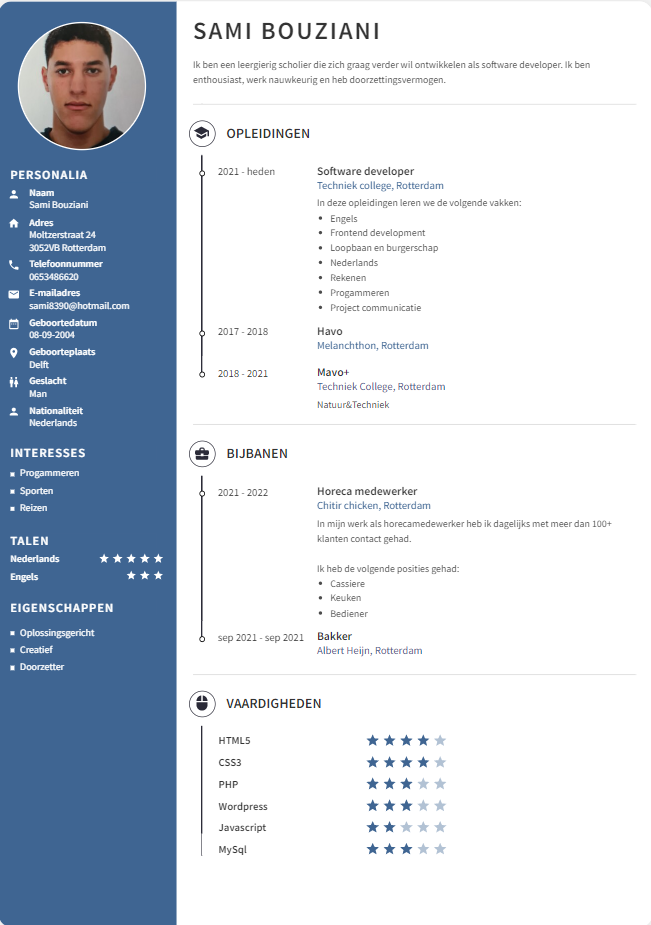 SAMI BOUZIANI
Ik ben een leergierig scholier die zich graag verder wil ontwikkelen als software developer. Ik ben
enthousiast, werk nauwkeurig en heb doorzettingsvermogen.
PERSONALIA
Naam
Sami Bouziani
Adres
Moltzerstraat 24
3052VB Rotterdam
Telefoonnummer
0653486620
E-mailadres
sami8390@hotmail.com
Geboortedatum
08-09-2004
Geboorteplaats
Delft
Geslacht
Man
Nationaliteit
Nederlands
INTERESSES
Progammeren
Sporten
Reizen
TALEN
Nederlands
Engels
EIGENSCHAPPEN
Oplossingsgericht
Creatief
Doorzetter
OPLEIDINGEN
2021 - heden Software developer
Techniek college, Rotterdam
In deze opleidingen leren we de volgende vakken:
• Engels
• Frontend development
• Loopbaan en burgerschap
• Nederlands
• Rekenen
• Progammeren
• Project communicatie
2017 - 2018 Havo
Melanchthon, Rotterdam
2018 - 2021 Mavo+
Techniek College, Rotterdam
Natuur&Techniek
BIJBANEN
2021 - 2022 Horeca medewerker
Chitir chicken, Rotterdam
In mijn werk als horecamedewerker heb ik dagelijks met meer dan 100+
klanten contact gehad.
Ik heb de volgende posities gehad:
• Cassiere
• Keuken
• Bediener
sep 2021 - sep 2021 Bakker
Albert Heijn, Rotterdam
VAARDIGHEDEN
HTML5
CSS3
PHP
Wordpress
Javascript
MySql